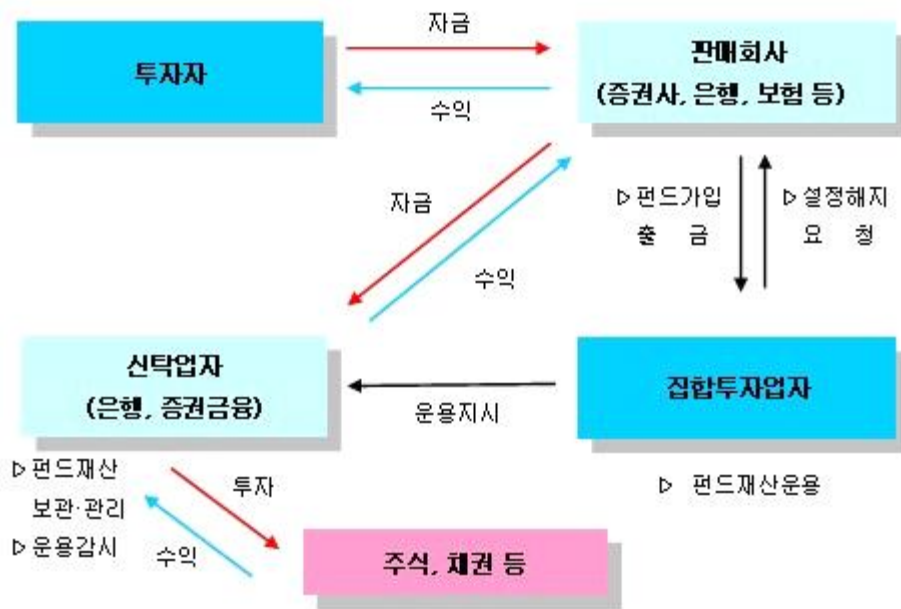 자금
투자자
판매회사
(증권사, 은행, 보험 등)
수익
자금
▷펀드가입
출 금
▷설정해지
요 청
수익
신탁업자
(은행, 증권금융)
집합투자업자
운용지시
▷펀드재산
보관·관리
▷운용감시
투자
수익
▷ 펀드재산운용
주식, 채권 등